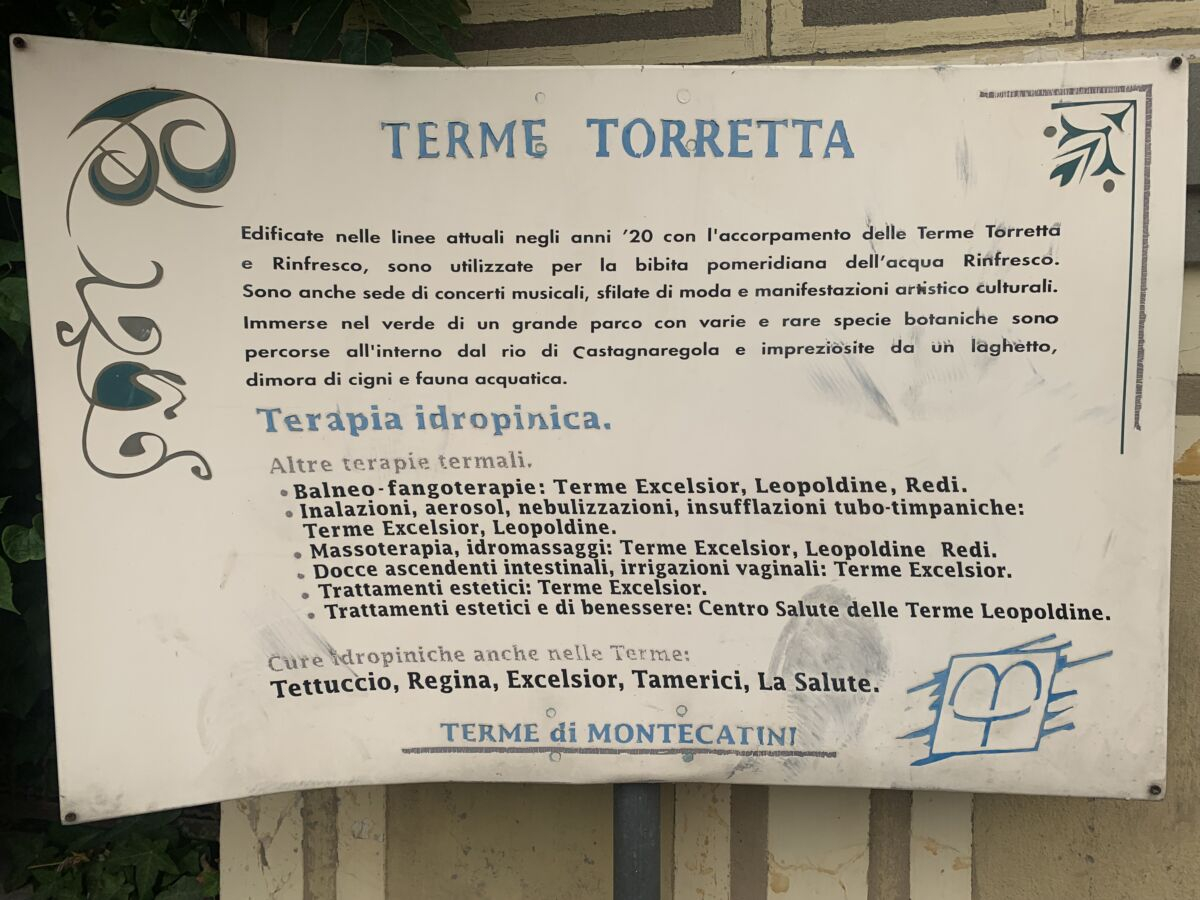 TERME TORRETTA
Edificate nelle linee attuali negli anni '20 con l'accorpamento delle Terme Torretta
e Rinfresco, sono utilizzate per la bibita pomeridiana dell'acqua Rinfresco.
Sono anche sede di concerti musicali, sfilate di moda e manifestazioni artistico culturali.
Immerse nel verde di un grande parco con varie e rare specie botaniche sono
percorse all'interno dal rio di Castagnaregola e impreziosite da un laghetto,
dimora di cigni e fauna acquatica.
Terapia idropinica.
Altre terapie termali.
• Balneo-fangoterapie: Terme Excelsior, Leopoldine, Redi.
• Inalazioni, aerosol, nebulizzazioni, insufflazioni tubo-timpaniche:
Terme Excelsior, Leopoldine.
• Massoterapia, idromassaggi: Terme Excelsior, Leopoldine Redi.
• Docce ascendenti intestinali, irrigazioni vaginali: Terme Excelsior.
• Trattamenti estetici: Terme Excelsior.
• Trattamenti estetici e di benessere: Centro Salute delle Terme Leopoldine.
Cure idropiniche anche nelle Terme:
Tettuccio, Regina, Excelsior, Tamerici, La Salute.
TERME di MONTECATINI